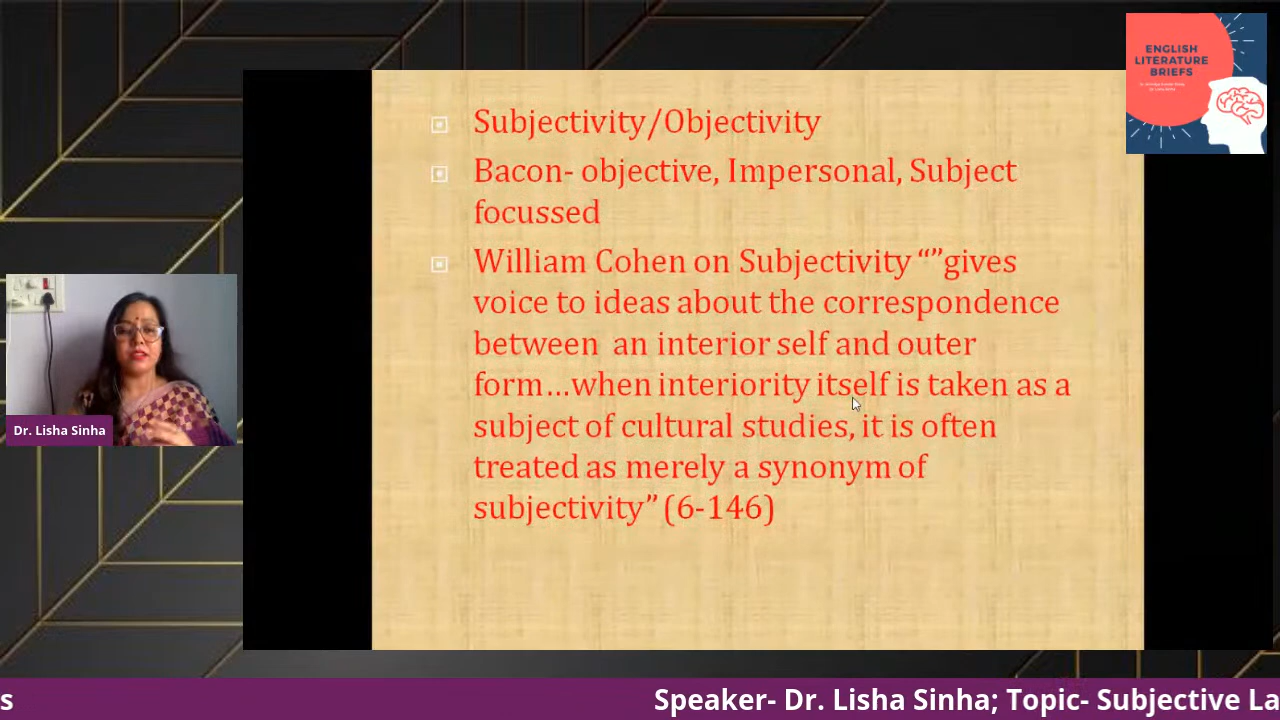 ENGLISH
LITERATURE
BRIEFS
Subjectivity/Objectivity
Bacon- objective, Impersonal, Subject
focussed
William Cohen on Subjectivity “”gives
voice to ideas about the correspondence
between an interior self and outer
form...when interiority itself is taken as a
subject of cultural studies, it is often
treated as merely a synonym of
subjectivity” (6-146)
Dr. Lisha Sinha
s
Speaker- Dr. Lisha Sinha; Topic- Subjective La